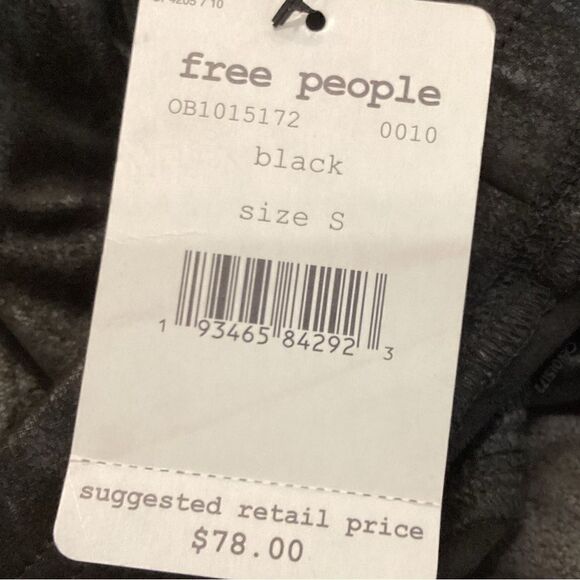 free people
OB1015172 0010
black
size S
1 93465 84292 3
suggested retail price
$78.00